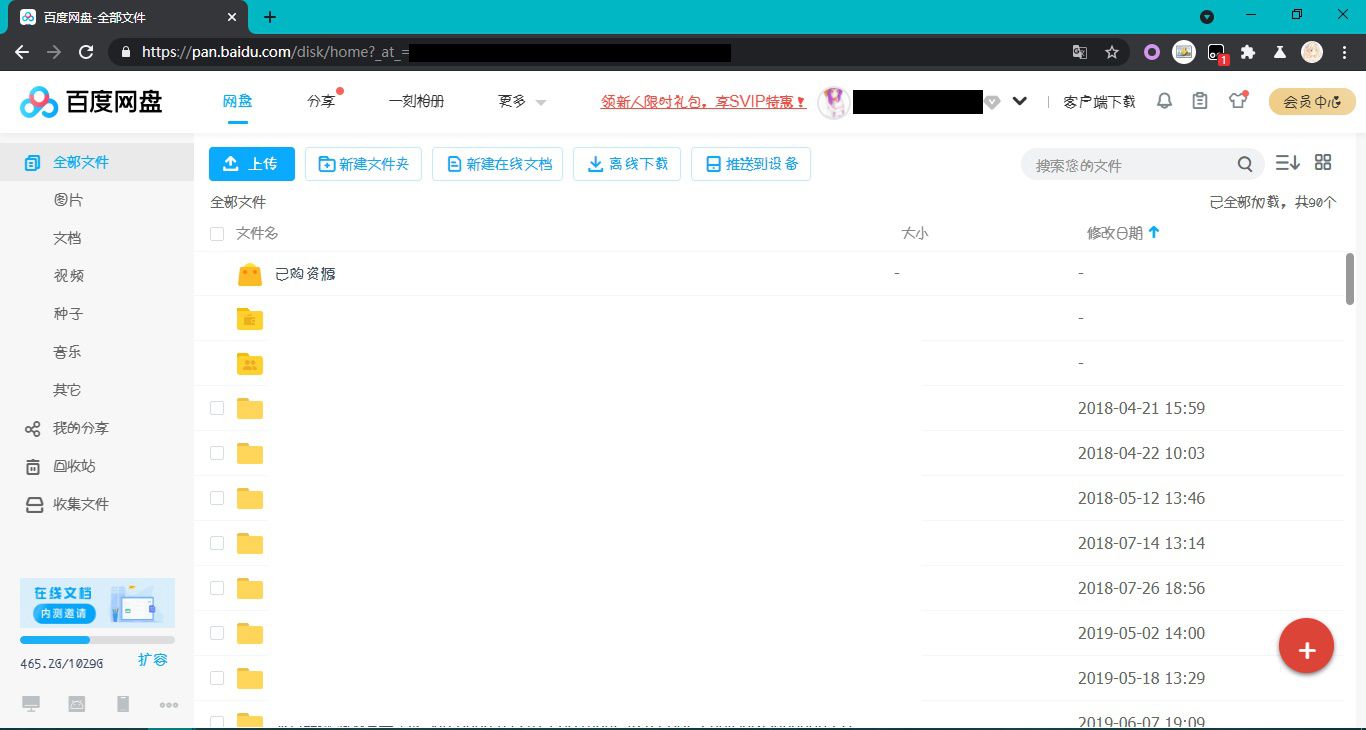 百度网盘-全部文件
https://pan.baidu.com/disk/home?_at_=
1
百度网盘
网盘 分享 一刻相册 更多 领新人限时礼包，享SVIP特惠！ 客户端下载 会员中心
全部文件
图片
文档
视频
种子
音乐
其它
我的分享
回收站
收集文件
在线文档
内测邀请
465.2G/1029G 扩容
上传 新建文件夹 新建在线文档 离线下载 推送到设备 搜索您的文件
全部文件 已全部加载，共90个
文件名 大小 修改日期
已购资源 - -
-
-
2018-04-21 15:59
2018-04-22 10:03
2018-05-12 13:46
2018-07-14 13:14
2018-07-26 18:56
2019-05-02 14:00
2019-05-18 13:29
2019-06-07 19:09